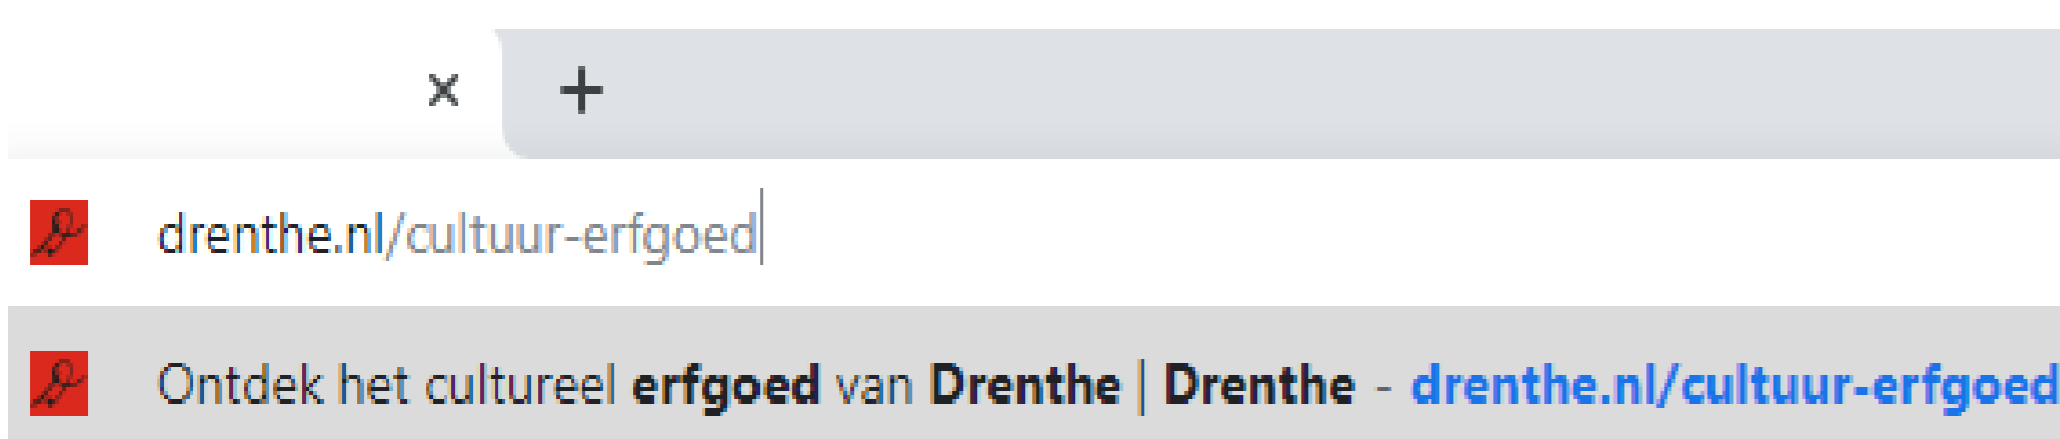 drenthe.nl/cultuur-erfgoed
Ontdek het cultureel erfgoed van Drenthe | Drenthe - drenthe.nl/cultuur-erfgoed